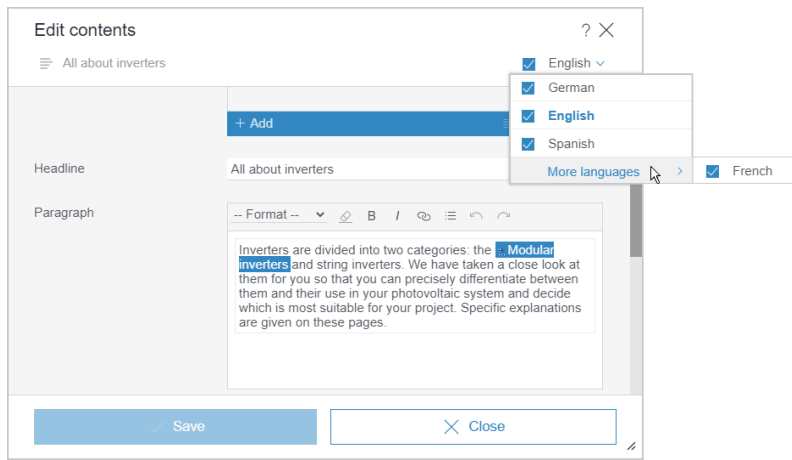 Edit contents ?
All about inverters English
German
English
+ Add
Spanish
Headline All about inverters More languages French
Paragraph -- Format -- B I
Inverters are divided into two categories: the Modular
inverters and string inverters. We have taken a close look at
them for you so that you can precisely differentiate between
them and their use in your photovoltaic system and decide
which is most suitable for your project. Specific explanations
are given on these pages.
Save Close